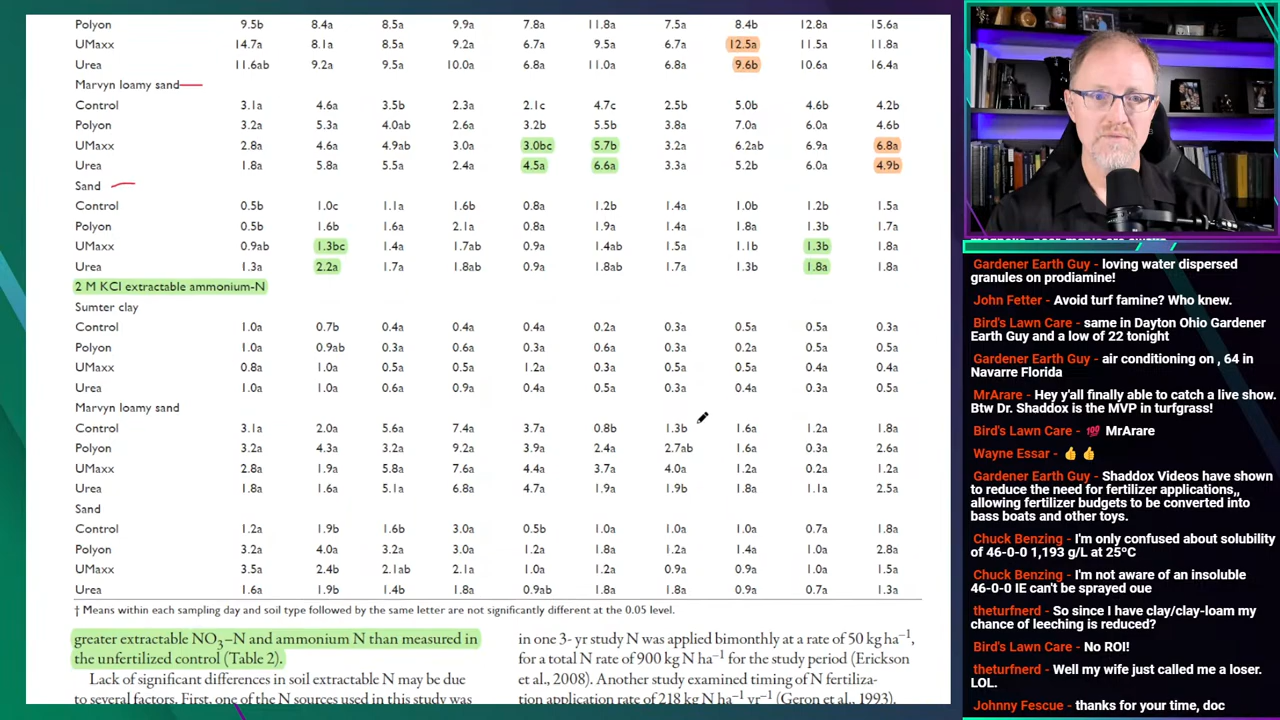 Polyon 9.5b 8.4a 8.5a 9.9a 7.8a 11.8a 7.5a 8.4b 12.8a 15.6a
UMaxx 14.7a 8.1a 8.5a 9.2a 6.7a 9.5a 6.7a 12.5a 11.5a 11.8a
Urea 11.6ab 9.2a 9.5a 10.0a 6.8a 11.0a 6.8a 9.6b 10.6a 16.4a
Marvyn loamy sand
Control 3.1a 4.6a 3.5b 2.3a 2.1c 4.7c 2.5b 5.0b 4.6b 4.2b
Polyon 3.2a 5.3a 4.0ab 2.6a 3.2b 5.5b 3.8a 7.0a 6.0a 4.6b
UMaxx 2.8a 4.6a 4.9ab 3.0a 3.0bc 5.7b 3.2a 6.2ab 6.9a 6.8a
Urea 1.8a 5.8a 5.5a 2.4a 4.5a 6.6a 3.3a 5.2b 6.0a 4.9b
Sand
Control 0.5b 1.0c 1.1a 1.6b 0.8a 1.2b 1.4a 1.0b 1.2b 1.5a
Polyon 0.5b 1.6b 1.6a 2.1a 0.8a 1.9a 1.4a 1.8a 1.3b 1.7a
UMaxx 0.9ab 1.3bc 1.4a 1.7ab 0.9a 1.4ab 1.5a 1.1b 1.3b 1.8a
Urea 1.3a 2.2a 1.7a 1.8ab 0.9a 1.8ab 1.7a 1.3b 1.8a 1.8a
2 M KCl extractable ammonium-N
Sumter clay
Control 1.0a 0.7b 0.4a 0.4a 0.4a 0.2a 0.3a 0.5a 0.5a 0.3a
Polyon 1.0a 0.9ab 0.3a 0.6a 0.3a 0.6a 0.3a 0.2a 0.5a 0.5a
UMaxx 0.8a 1.0a 0.5a 0.5a 1.2a 0.3a 0.5a 0.5a 0.4a 0.4a
Urea 1.0a 1.0a 0.6a 0.9a 0.4a 0.5a 0.3a 0.4a 0.3a 0.5a
Marvyn loamy sand
Control 3.1a 2.0a 5.6a 7.4a 3.7a 0.8b 1.3b 1.6a 1.2a 1.8a
Polyon 3.2a 4.3a 3.2a 9.2a 3.9a 2.4a 2.7ab 1.6a 0.3a 2.6a
UMaxx 2.8a 1.9a 5.8a 7.6a 4.4a 3.7a 4.0a 1.2a 0.2a 1.2a
Urea 1.8a 1.6a 5.1a 6.8a 4.7a 1.9a 1.9b 1.8a 1.1a 2.5a
Sand
Control 1.2a 1.9b 1.6b 3.0a 0.5b 1.0a 1.0a 1.0a 0.7a 1.8a
Polyon 3.2a 4.0a 3.2a 3.0a 1.2a 1.8a 1.2a 1.4a 1.0a 2.8a
UMaxx 3.5a 2.4b 2.1ab 2.1a 1.0a 1.2a 0.9a 0.9a 1.0a 1.5a
Urea 1.6a 1.9b 1.4b 1.8a 0.9ab 1.8a 1.8a 0.9a 0.7a 1.3a
† Means within each sampling day and soil type followed by the same letter are not significantly different at the 0.05 level.
greater extractable NO3–N and ammonium N than measured in
the unfertilized control (Table 2).
Lack of significant differences in soil extractable N may be due
to several factors. First, one of the N sources used in this study was
in one 3- yr study N was applied bimonthly at a rate of 50 kg ha–1,
for a total N rate of 900 kg N ha–1 for the study period (Erickson
et al., 2008). Another study examined timing of N fertiliza-
tion application rate of 218 kg N ha–1 yr–1 (Geron et al., 1993).
Gardener Earth Guy - loving water dispersed
granules on prodiamine!
John Fetter - Avoid turf famine? Who knew.
Bird's Lawn Care - same in Dayton Ohio Gardener
Earth Guy and a low of 22 tonight
Gardener Earth Guy - air conditioning on , 64 in
Navarre Florida
MrArare - Hey y'all finally able to catch a live show.
Btw Dr. Shaddox is the MVP in turfgrass!
Bird's Lawn Care - 💯 MrArare
Wayne Essar - 👍 👍
Gardener Earth Guy - Shaddox Videos have shown
to reduce the need for fertilizer applications,,
allowing fertilizer budgets to be converted into
bass boats and other toys.
Chuck Benzing - I'm only confused about solubility
of 46-0-0 1,193 g/L at 25ºC
Chuck Benzing - I'm not aware of an insoluble
46-0-0 IE can't be sprayed oue
theturfnerd - So since I have clay/clay-loam my
chance of leeching is reduced?
Bird's Lawn Care - No ROI!
theturfnerd - Well my wife just called me a loser.
LOL.
Johnny Fescue - thanks for your time, doc